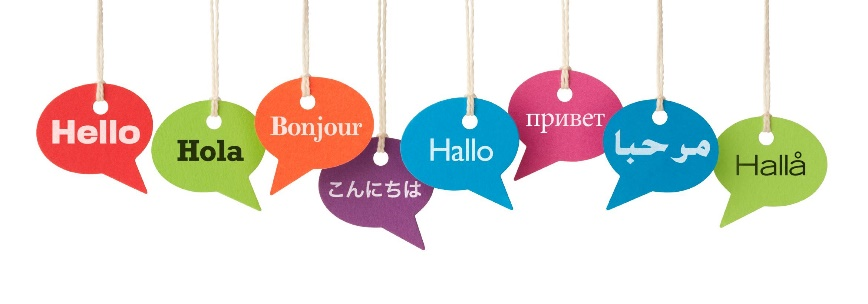 Hello
Hola
Bonjour
こんにちは
Hallo
привет
مرحبا
Hallå